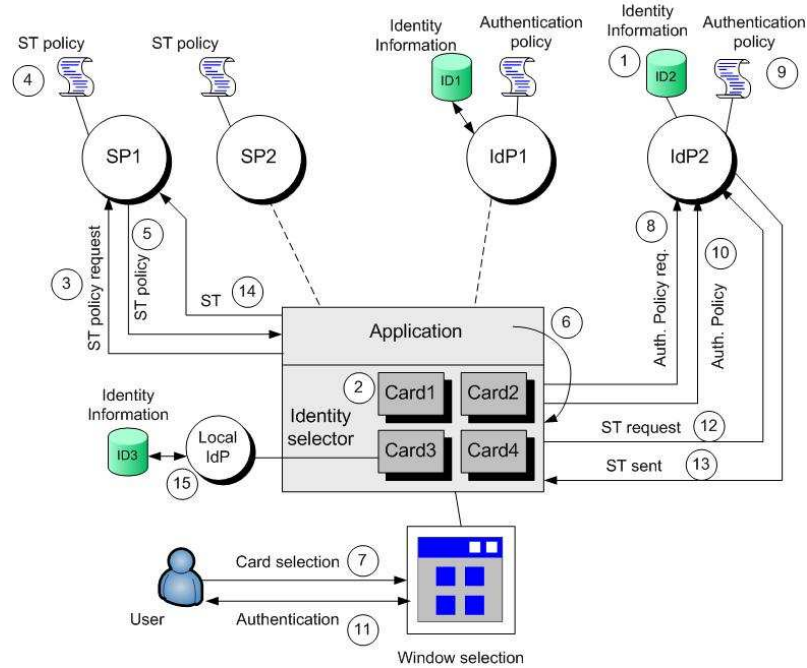 ST policy
4
SP1
ST policy
SP2
Identity
Information
ID1
Authentication
policy
IdP1
Identity
Information
1
ID2
Authentication
policy
9
IdP2
3
ST policy request
5
ST policy
14
ST
8
Auth. Policy req.
10
Auth. Policy
Application
6
2
Identity
selector
Card1
Card2
Card3
Card4
Identity
Information
ID3
Local
IdP
15
ST request
12
ST sent
13
Card selection
7
User
Authentication
11
Window selection